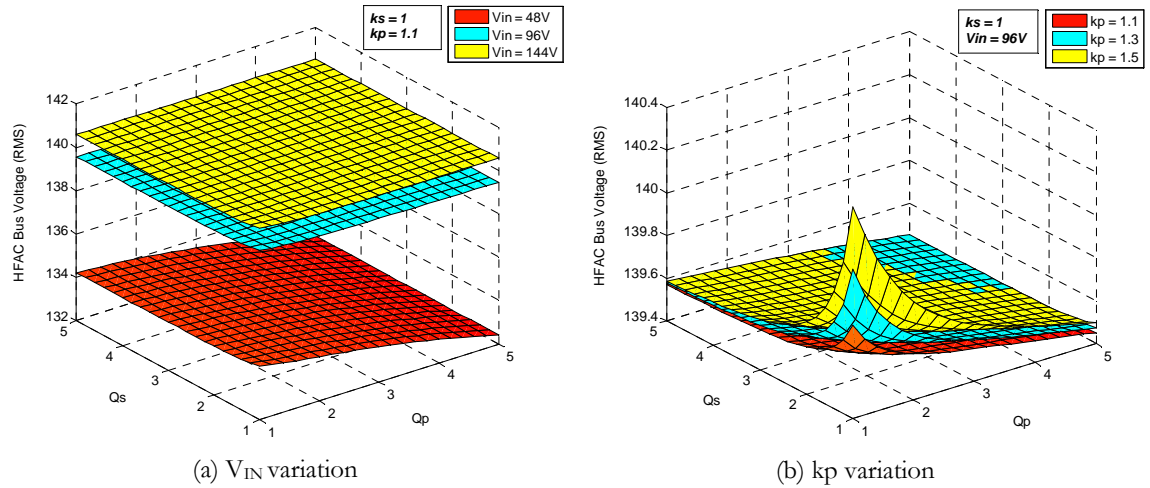 ks = 1
kp = 1.1
Vin = 48V
Vin = 96V
Vin = 144V
142
140
138
136
134
132
HFAC Bus Voltage (RMS)
5
4
3
2
1
Qs
1
2
3
4
5
Qp
(a) VIN variation
ks = 1
Vin = 96V
kp = 1.1
kp = 1.3
kp = 1.5
140.4
140.2
140
139.8
139.6
139.4
HFAC Bus Voltage (RMS)
5
4
3
2
1
Qs
1
2
3
4
5
Qp
(b) kp variation